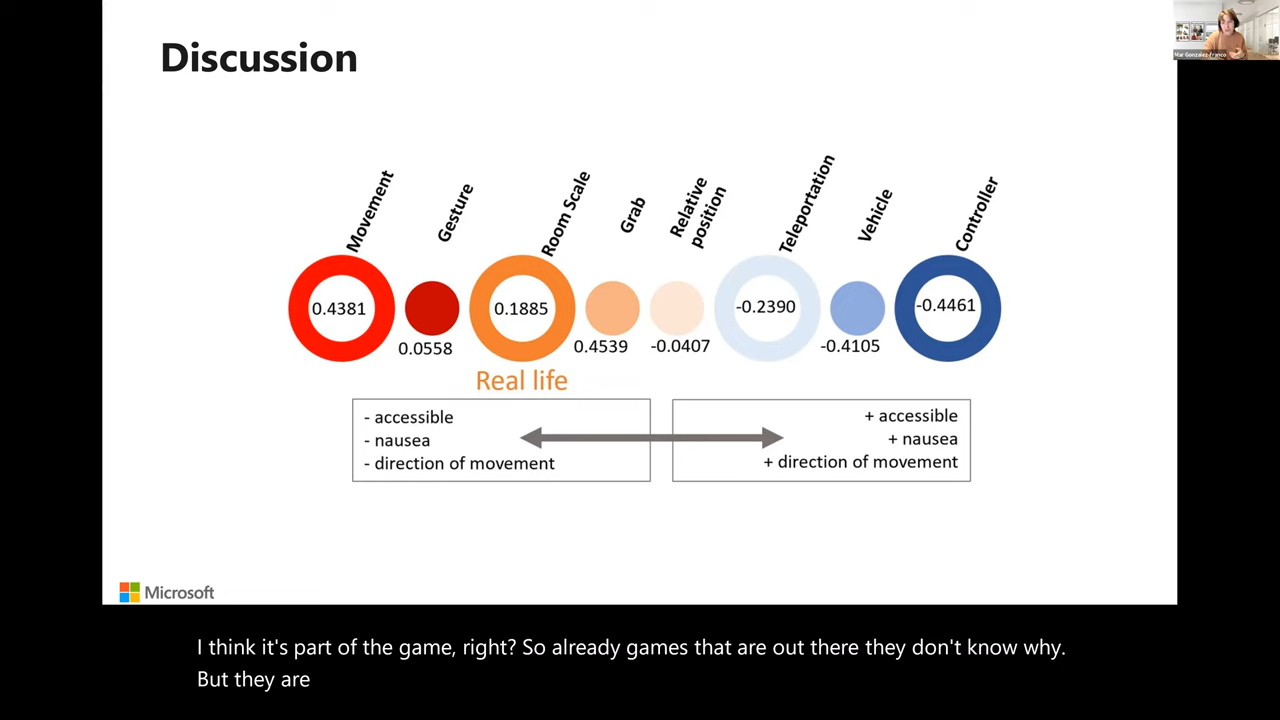 Discussion
Mar Gonzalez-Franco
Movement
Gesture
Room Scale
Grab
Relative
position
Teleportation
Vehicle
Controller
0.4381
0.0558
0.1885
0.4539
-0.0407
-0.2390
-0.4105
-0.4461
Real life
- accessible
- nausea
- direction of movement
+ accessible
+ nausea
+ direction of movement
Microsoft
I think it's part of the game, right? So already games that are out there they don't know why.
But they are